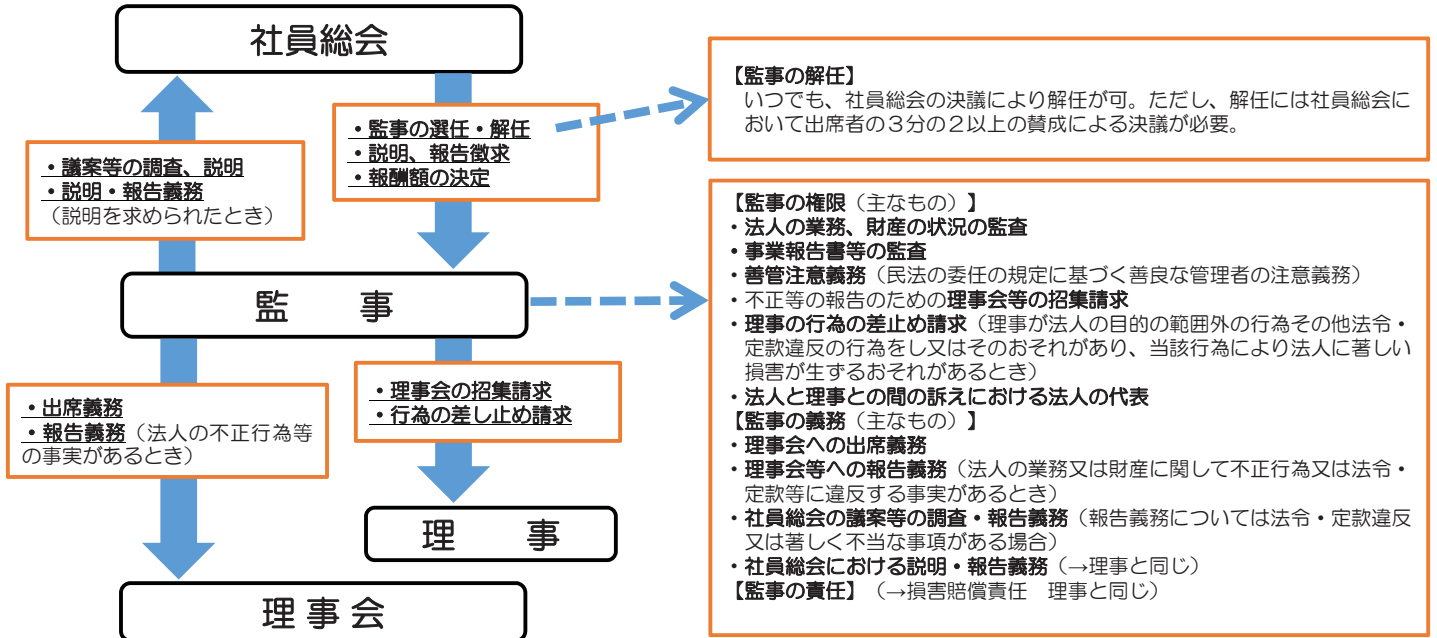 社員総会
・監事の選任・解任
・説明、報告徴求
・報酬額の決定
・議案等の調査、説明
・説明・報告義務
（説明を求められたとき）
監　事
・理事会の招集請求
・行為の差し止め請求
・出席義務
・報告義務（法人の不正行為等
の事実があるとき）
理　事
理事会
【監事の解任】
いつでも、社員総会の決議により解任が可。ただし、解任には社員総会に
おいて出席者の３分の２以上の賛成による決議が必要。
【監事の権限（主なもの）】
・法人の業務、財産の状況の監査
・事業報告書等の監査
・善管注意義務（民法の委任の規定に基づく善良な管理者の注意義務）
・不正等の報告のための理事会等の招集請求
・理事の行為の差止め請求（理事が法人の目的の範囲外の行為その他法令・
定款違反の行為をし又はそのおそれがあり、当該行為により法人に著しい
損害が生ずるおそれがあるとき）
・法人と理事との間の訴えにおける法人の代表
【監事の義務（主なもの）】
・理事会への出席義務
・理事会等への報告義務（法人の業務又は財産に関して不正行為又は法令・
定款等に違反する事実があるとき）
・社員総会の議案等の調査・報告義務（報告義務については法令・定款違反
又は著しく不当な事項がある場合）
・社員総会における説明・報告義務（→理事と同じ）
【監事の責任】（→損害賠償責任　理事と同じ）